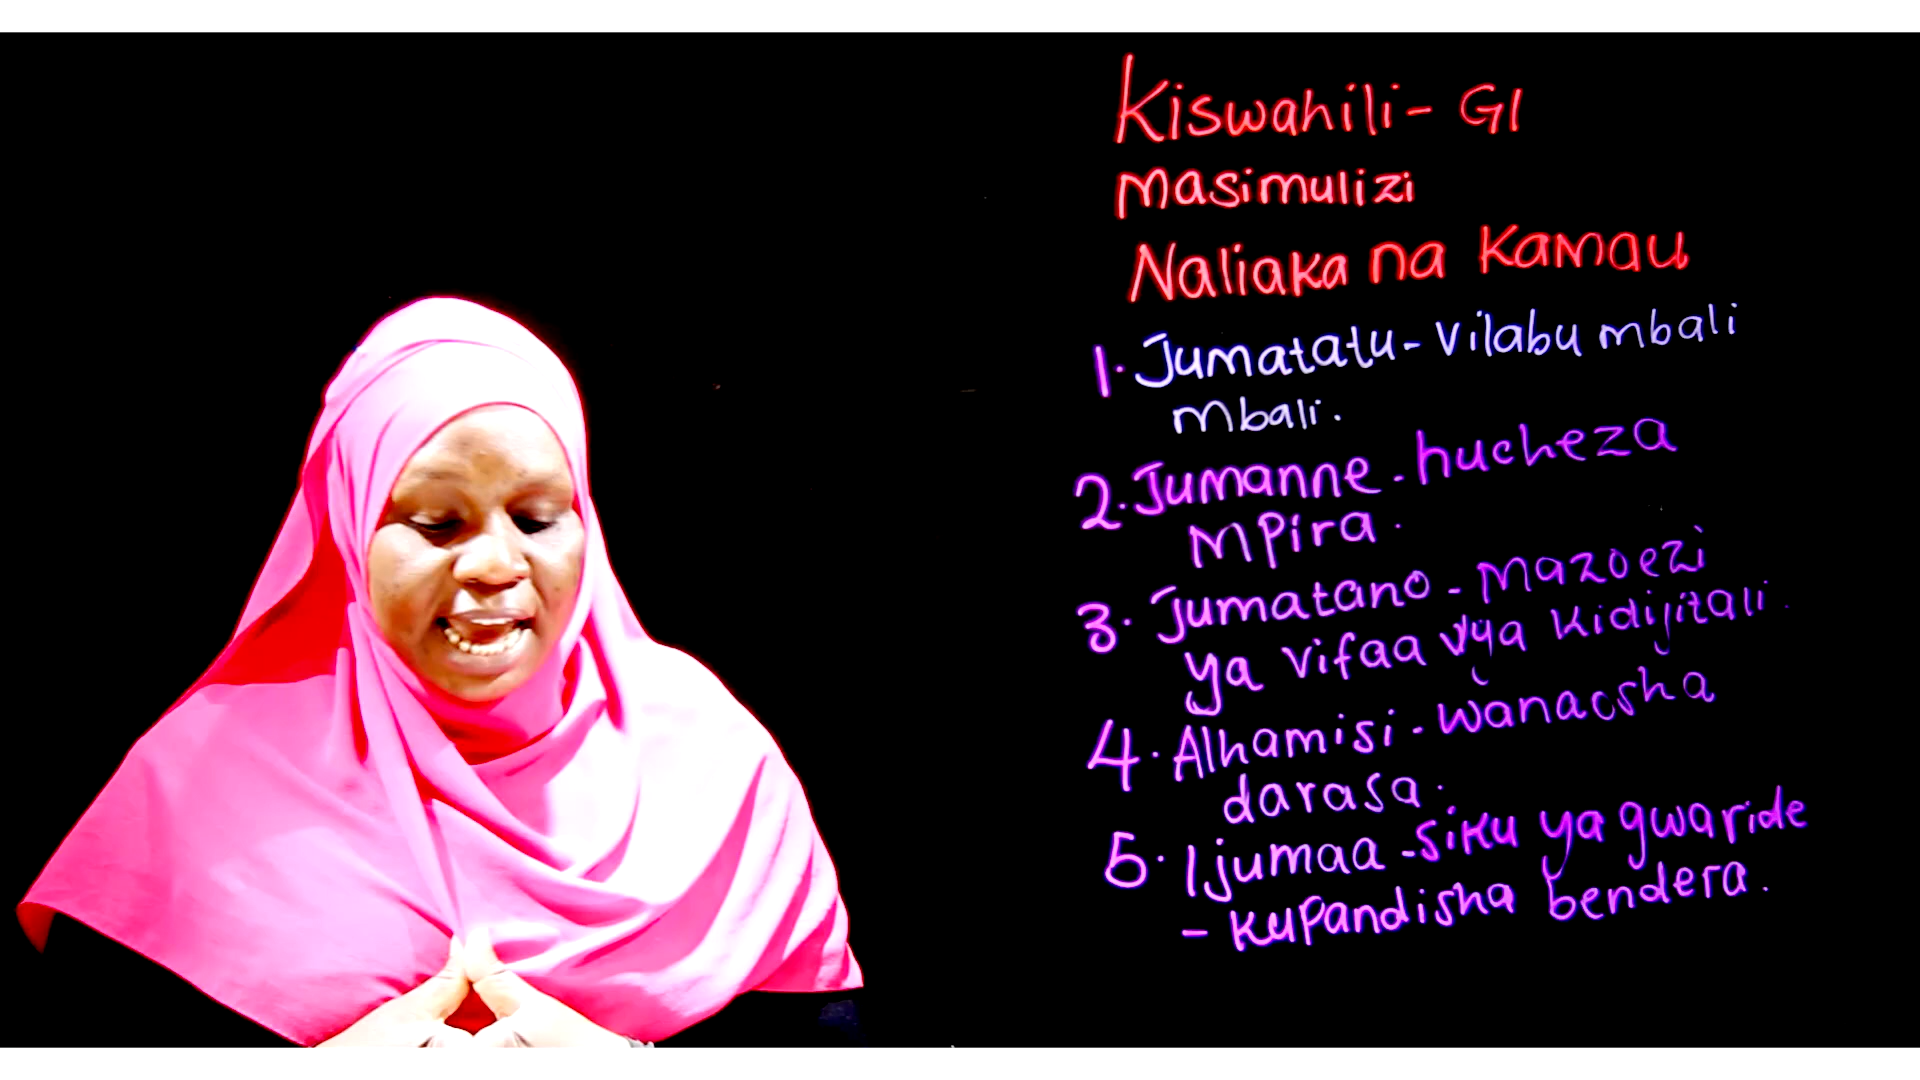 Kiswahili - G1
Masimulizi
Naliaka na Kamau
1. Jumatatu - Vilabu mbali
mbali.
2. Jumanne - hucheza
mpira.
3. Jumatano - Mazoezi
ya vifaa vya kidijitali.
4. Alhamisi - wanaosha
darasa.
5. Ijumaa - siku ya gwaride
- kupandisha bendera.